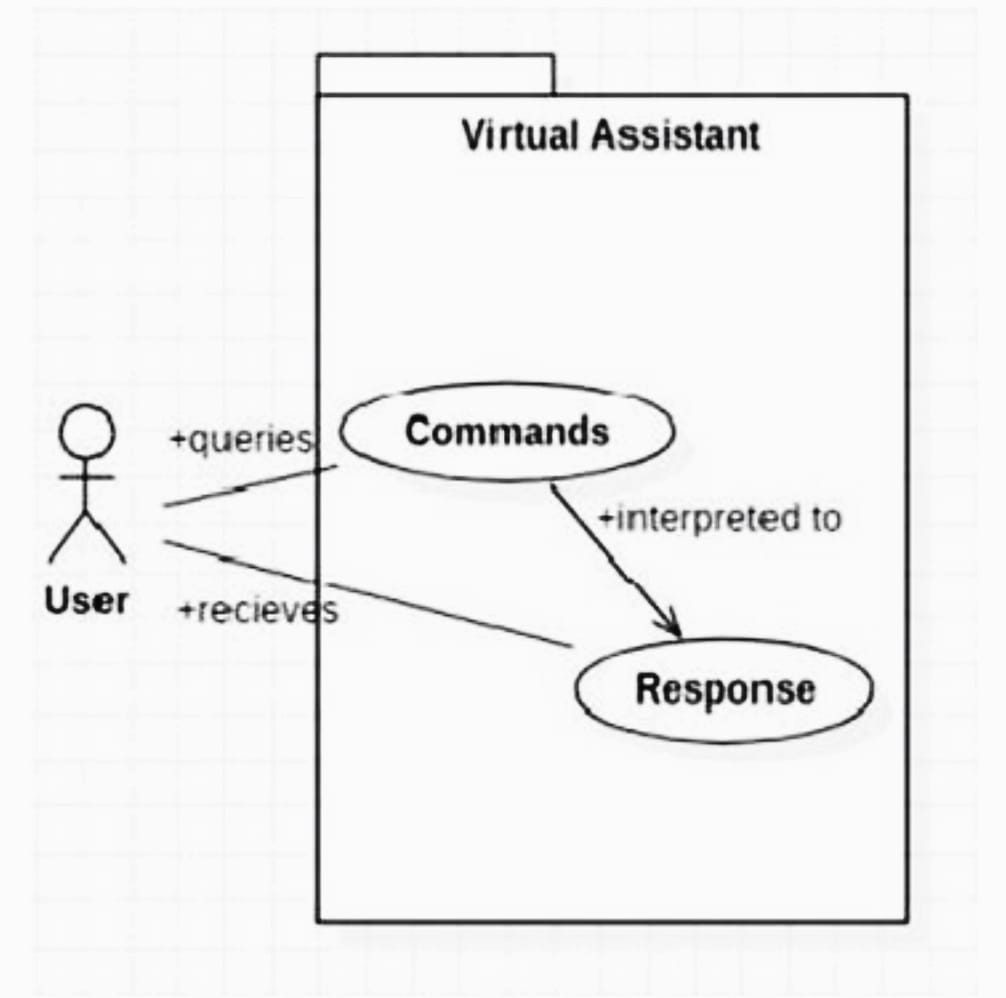 Virtual Assistant
+queries
Commands
+interpreted to
User
+recieves
Response